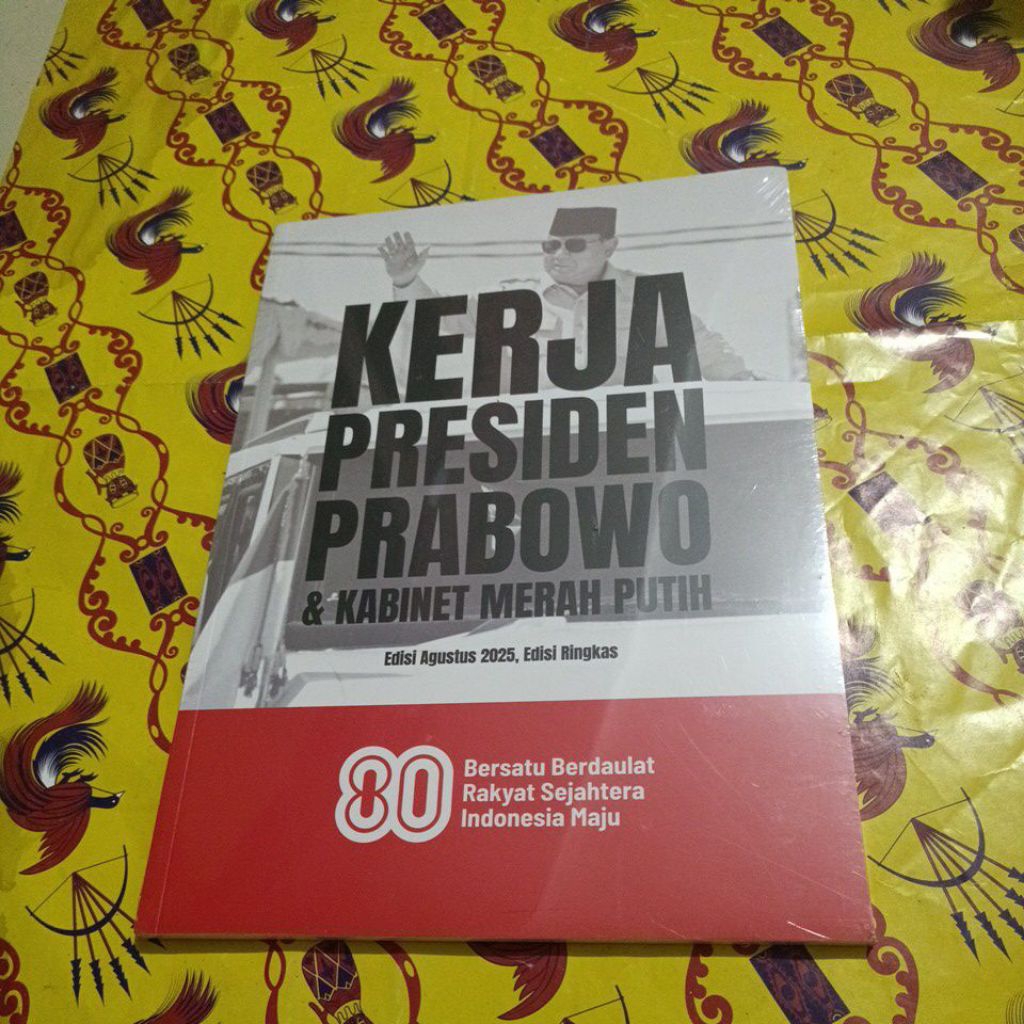 KERJA
PRESIDEN
PRABOWO
& KABINET MERAH PUTIH
Edisi Agustus 2025, Edisi Ringkas
80
Bersatu Berdaulat
Rakyat Sejahtera
Indonesia Maju